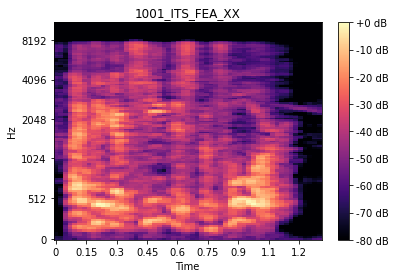 1001_ITS_FEA_XX
Hz
8192
4096
2048
1024
512
0
0 0.15 0.3 0.45 0.6 0.75 0.9 1.1 1.2
Time
+0 dB
-10 dB
-20 dB
-30 dB
-40 dB
-50 dB
-60 dB
-70 dB
-80 dB